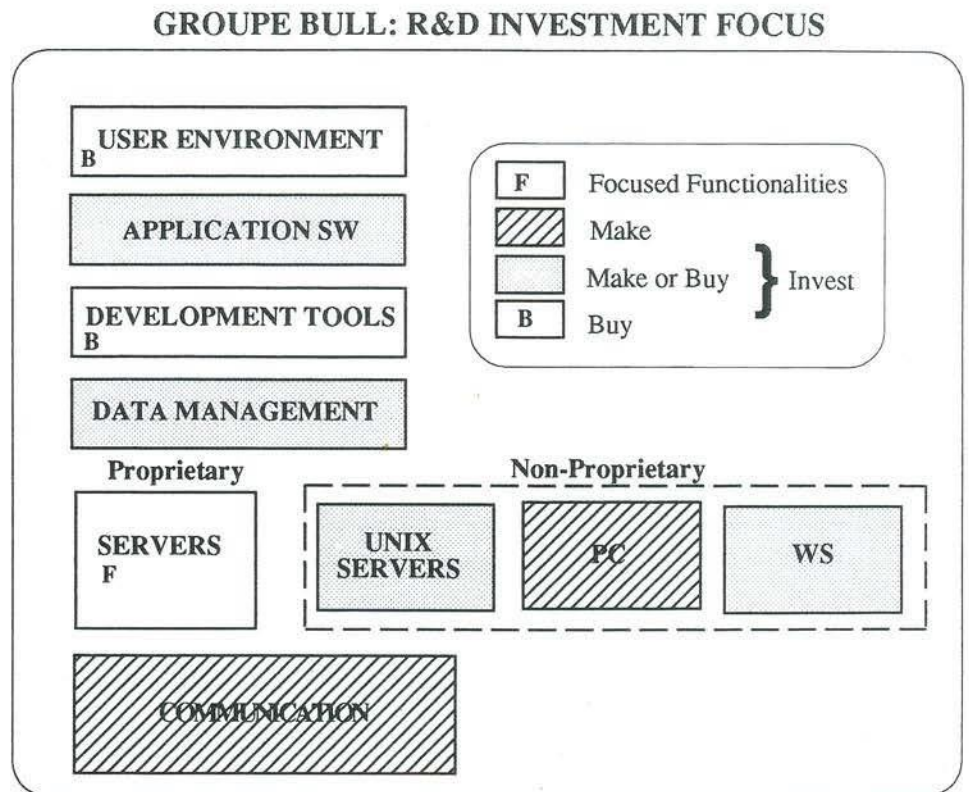 GROUPE BULL: R&D INVESTMENT FOCUS
USER ENVIRONMENT
B
APPLICATION SW
DEVELOPMENT TOOLS
B
DATA MANAGEMENT
F Focused Functionalities
Make
Make or Buy } Invest
B Buy
Proprietary
Non-Proprietary
SERVERS
F
UNIX
SERVERS
PC
WS
COMMUNICATION